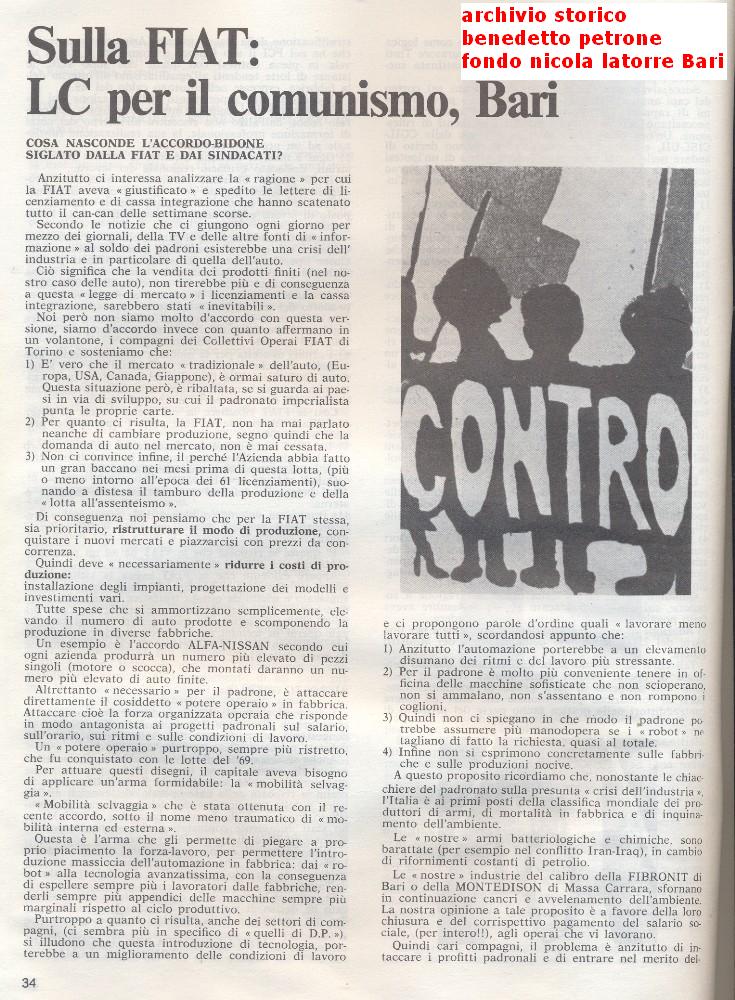 archivio storico
benedetto petrone
fondo nicola latorre Bari
Sulla FIAT:
LC per il comunismo, Bari
COSA NASCONDE L'ACCORDO-BIDONE
SIGLATO DALLA FIAT E DAI SINDACATI?
Anzitutto ci interessa analizzare la « ragione » per cui
la FIAT aveva « giustificato » e spedito le lettere di li-
cenziamento e di cassa integrazione che hanno scatenato
tutto il can-can delle settimane scorse.
Secondo le notizie che ci giungono ogni giorno per
mezzo dei giornali, della TV e delle altre fonti di « infor-
mazione » al soldo dei padroni esisterebbe una crisi dell'
industria e in particolare di quella dell'auto.
Ciò significa che la vendita dei prodotti finiti (nel no-
stro caso delle auto), non tirerebbe più e di conseguenza
a questa « legge di mercato » i licenziamenti e la cassa
integrazione, sarebbero stati « inevitabili ».
Noi però non siamo molto d'accordo con questa ver-
sione, siamo d'accordo invece con quanto affermano in
un volantone, i compagni dei Collettivi Operai FIAT di
Torino e sosteniamo che:
1) E' vero che il mercato « tradizionale » dell'auto, (Eu-
ropa, USA, Canada, Giappone), è ormai saturo di auto.
Questa situazione però, è ribaltata, se si guarda ai pae-
si in via di sviluppo, su cui il padronato imperialista
punta le proprie carte.
2) Per quanto ci risulta, la FIAT, non ha mai parlato
neanche di cambiare produzione, segno quindi che la
domanda di auto nel mercato, non è mai cessata.
3) Non ci convince infine, il perché l'Azienda abbia fatto
un gran baccano nei mesi prima di questa lotta, (più
o meno intorno all'epoca dei 61 licenziamenti), suo-
nando a distesa il tamburo della produzione e della
« lotta all'assenteismo ».
Di conseguenza noi pensiamo che per la FIAT stessa,
sia prioritario, ristrutturare il modo di produzione, con-
quistare i nuovi mercati e piazzarcisi con prezzi da con-
correnza.
Quindi deve « necessariamente » ridurre i costi di pro-
duzione:
installazione degli impianti, progettazione dei modelli e
investimenti vari.
Tutte spese che si ammortizzano semplicemente, ele-
vando il numero di auto prodotte e scomponendo la
produzione in diverse fabbriche.
Un esempio è l'accordo ALFA-NISSAN secondo cui
ogni azienda produrrà un numero più elevato di pezzi
singoli (motore o scocca), che montati daranno un nu-
mero più elevato di auto finite.
Altrettanto « necessario » per il padrone, è attaccare
direttamente il cosiddetto « potere operaio » in fabbrica.
Attaccare cioè la forza organizzata operaia che risponde
in modo antagonista ai progetti padronali sul salario,
sull'orario, sui ritmi e sulle condizioni di lavoro.
Un « potere operaio » purtroppo, sempre più ristretto,
che fu conquistato con le lotte del '69.
Per attuare questi disegni, il capitale aveva bisogno
di applicare un'arma formidabile: la « mobilità selvag-
gia ».
« Mobilità selvaggia » che è stata ottenuta con il re-
cente accordo, sotto il nome meno traumatico di « mo-
bilità interna ed esterna ».
Questa è l'arma che gli permette di piegare a pro-
prio piacimento la forza-lavoro, per permettere l'intro-
duzione massiccia dell'automazione in fabbrica: dai « ro-
bot » alla tecnologia avanzatissima, con la conseguenza
di espellere sempre più i lavoratori dalle fabbriche, ren-
derli sempre più appendici delle macchine sempre più
marginali rispetto al ciclo produttivo.
Purtroppo a quanto ci risulta, anche dei settori di com-
pagni, (ci sembra più in specifico di « quelli di D.P. »)
si illudono che questa introduzione di tecnologia, por-
terebbe a un miglioramento delle condizioni di lavoro
34
CONTRO
e ci propongono parole d'ordine quali « lavorare meno
lavorare tutti », scordandosi appunto che:
1) Anzitutto l'automazione porterebbe a un elevamento
disumano dei ritmi e del lavoro più stressante.
2) Per il padrone è molto più conveniente tenere in of-
ficina delle macchine sofisticate che non scioperano,
non si ammalano, non s'assentano e non rompono i
coglioni.
3) Quindi non ci spiegano in che modo il padrone po-
trebbe assumere più manodopera se i « robot » ne
tagliano di fatto la richiesta, quasi al totale.
4) Infine non si esprimono concretamente sulle fabbri-
che e sulle produzioni nocive.
A questo proposito ricordiamo che, nonostante le chiac-
chiere del padronato sulla presunta « crisi dell'industria »,
l'Italia è ai primi posti della classifica mondiale dei pro-
duttori di armi, di mortalità in fabbrica e di inquina-
mento dell'ambiente.
Le « nostre » armi batteriologiche e chimiche, sono
barattate (per esempio nel conflitto Iran-Iraq), in cambio
di rifornimenti costanti di petrolio.
Le « nostre » industrie del calibro della FIBRONIT di
Bari o della MONTEDISON di Massa Carrara, sfornano
in continuazione cancri e avvelenamento dell'ambiente.
La nostra opinione a tale proposito è a favore della loro
chiusura e del corrispettivo pagamento del salario so-
ciale, (per intero!!), agli operai che vi lavorano.
Quindi cari compagni, il problema è anzitutto di in-
taccare i profitti padronali e di entrare nel merito del-